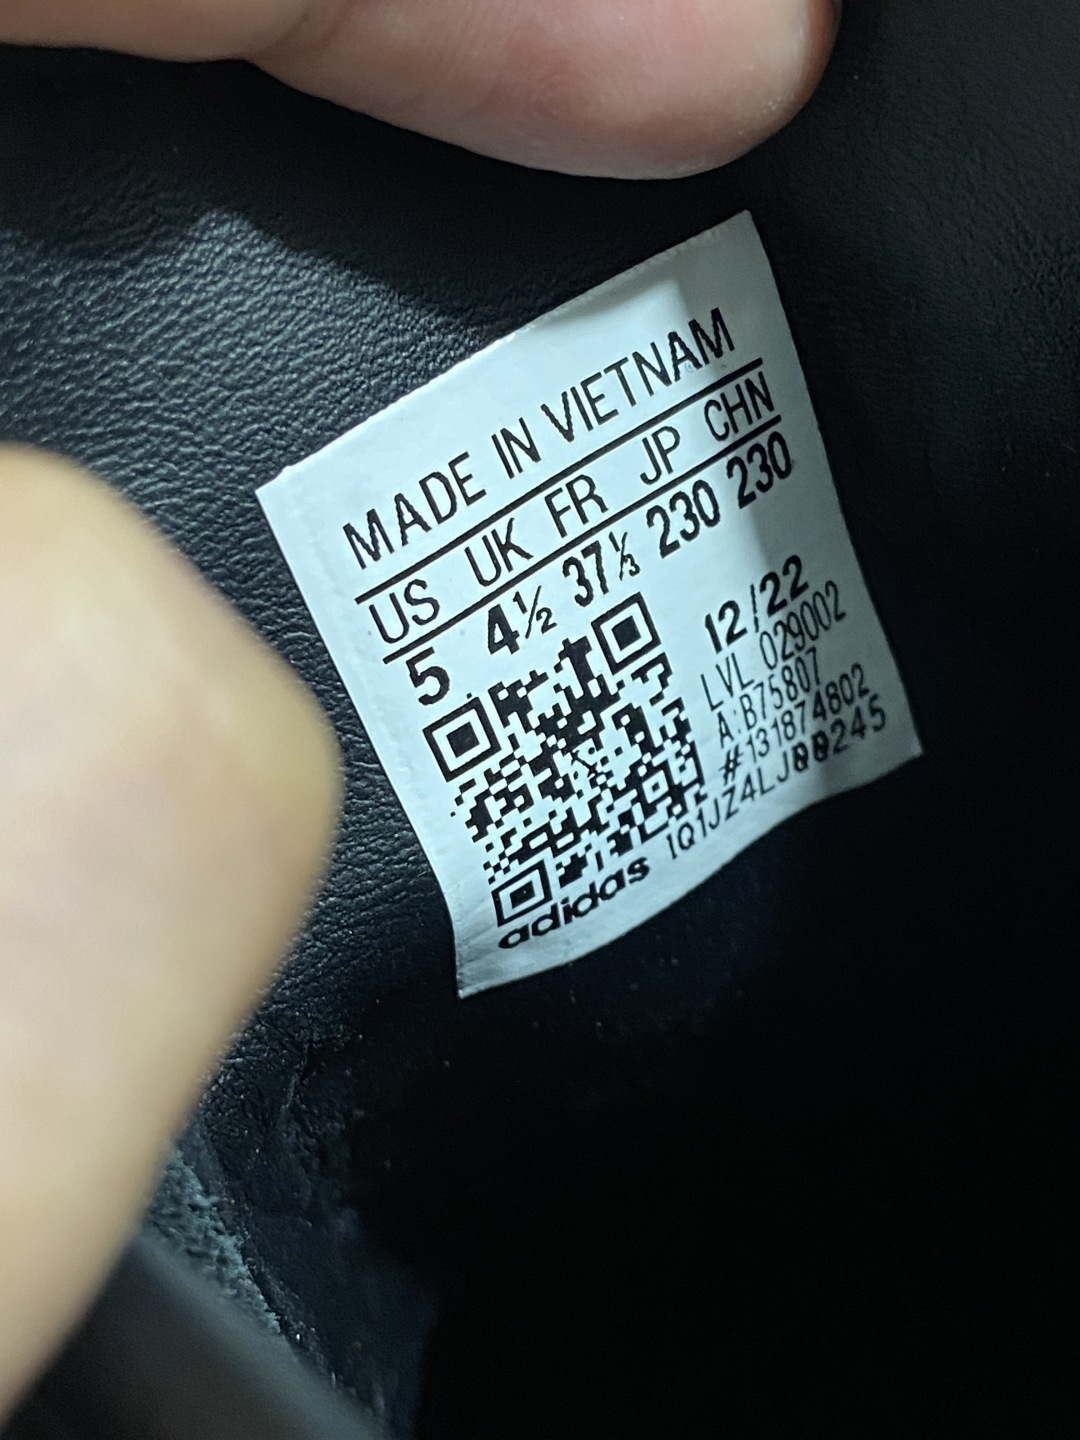 MADE IN VIETNAM
US UK FR JP CHN
5 4½ 37⅓ 230 230
12/22
LVL 029002
A:B75807
#131874802
adidas 1Q1JZ4LJ00245